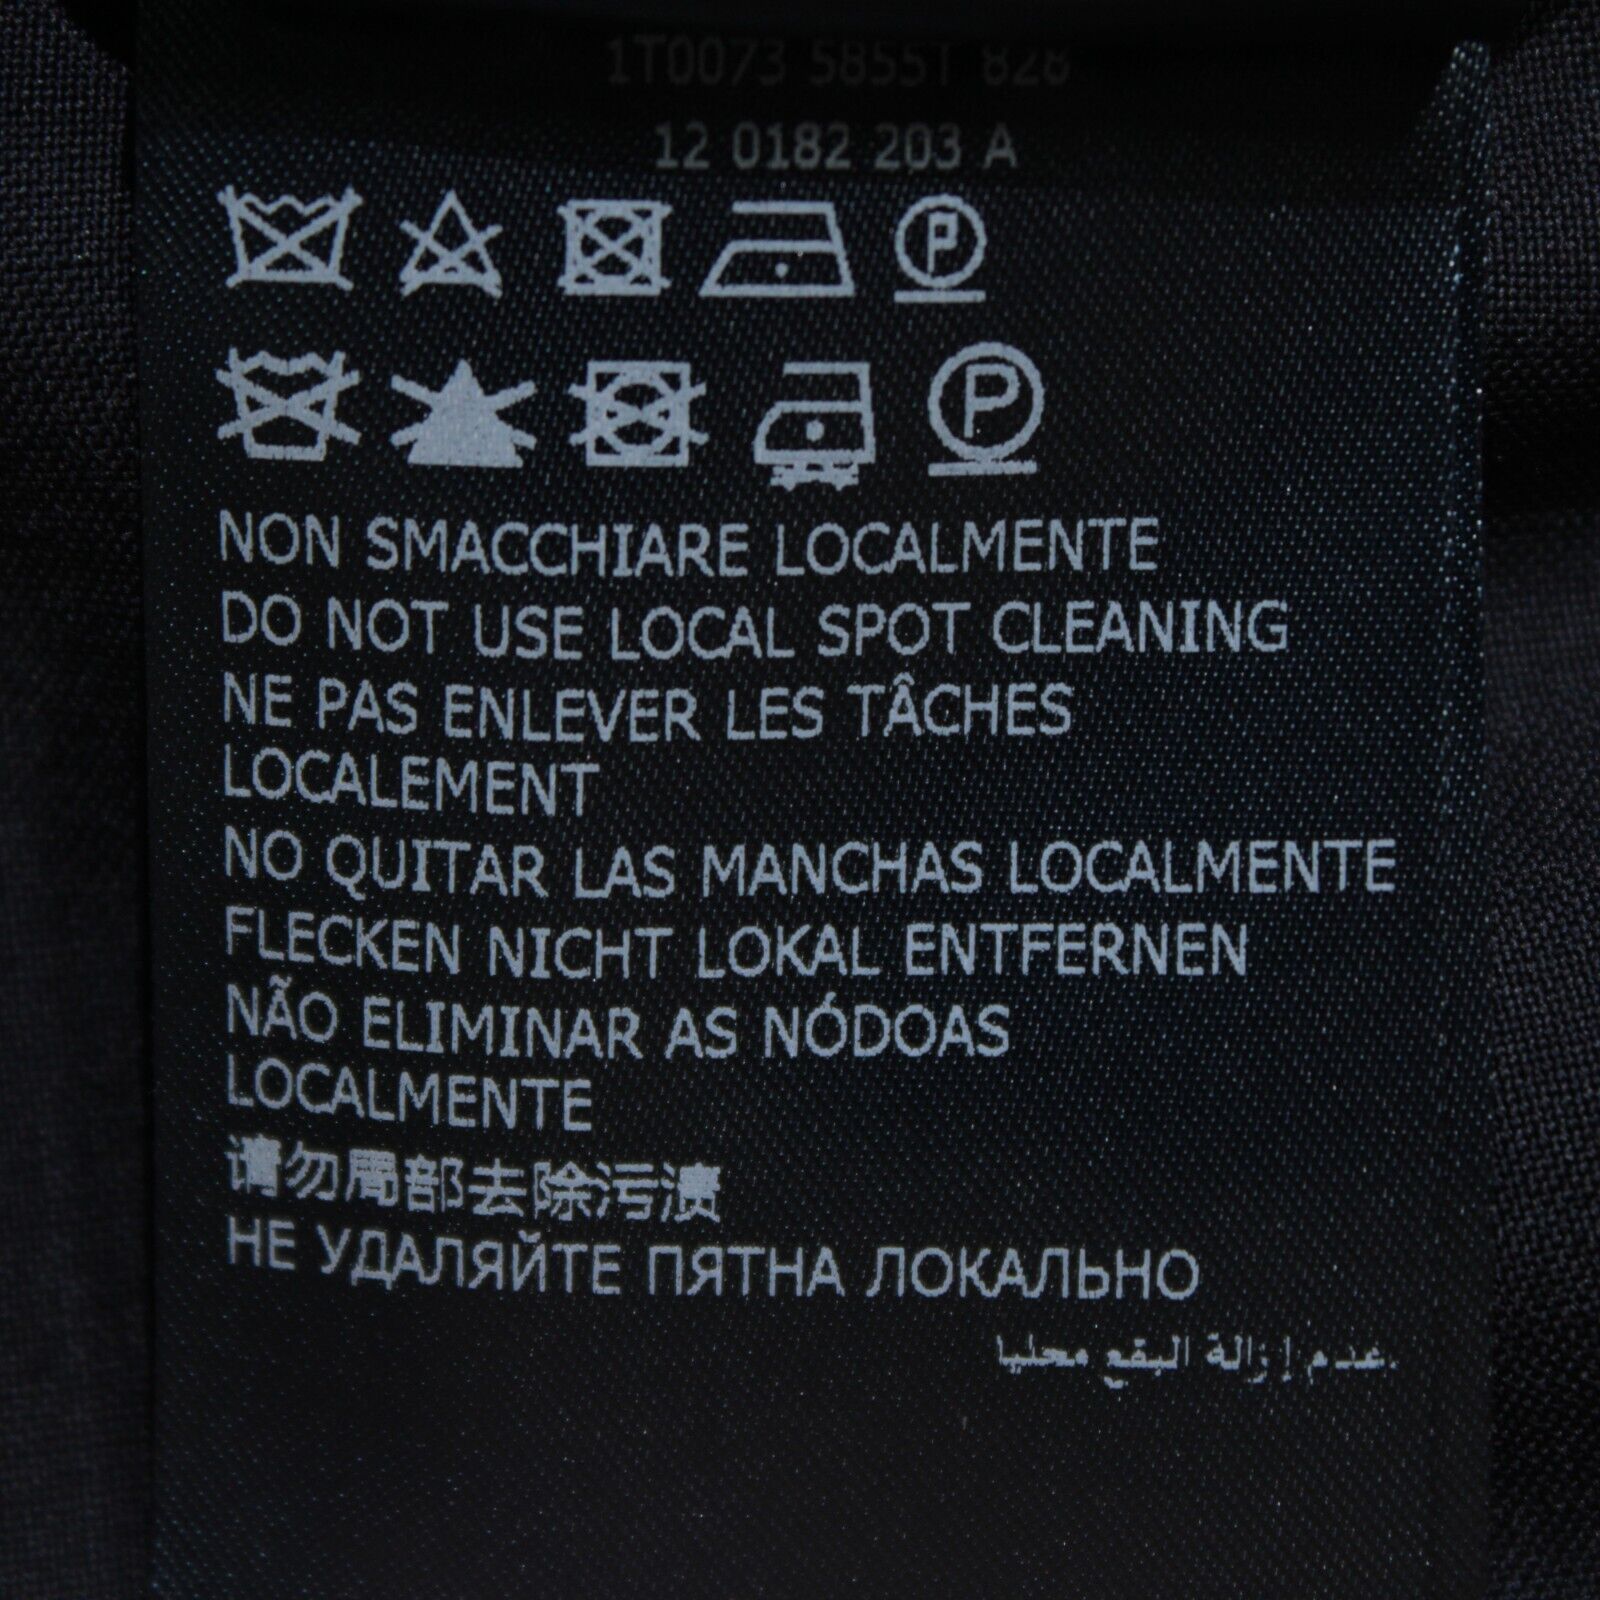 1T0073 5855T 828
12 0182 203 A
P
P
NON SMACCHIARE LOCALMENTE
DO NOT USE LOCAL SPOT CLEANING
NE PAS ENLEVER LES TÂCHES
LOCALEMENT
NO QUITAR LAS MANCHAS LOCALMENTE
FLECKEN NICHT LOKAL ENTFERNEN
NÃO ELIMINAR AS NÓDOAS
LOCALMENTE
请勿局部去除污渍
НЕ УДАЛЯЙТЕ ПЯТНА ЛОКАЛЬНО
عدم إزالة البقع محليا.